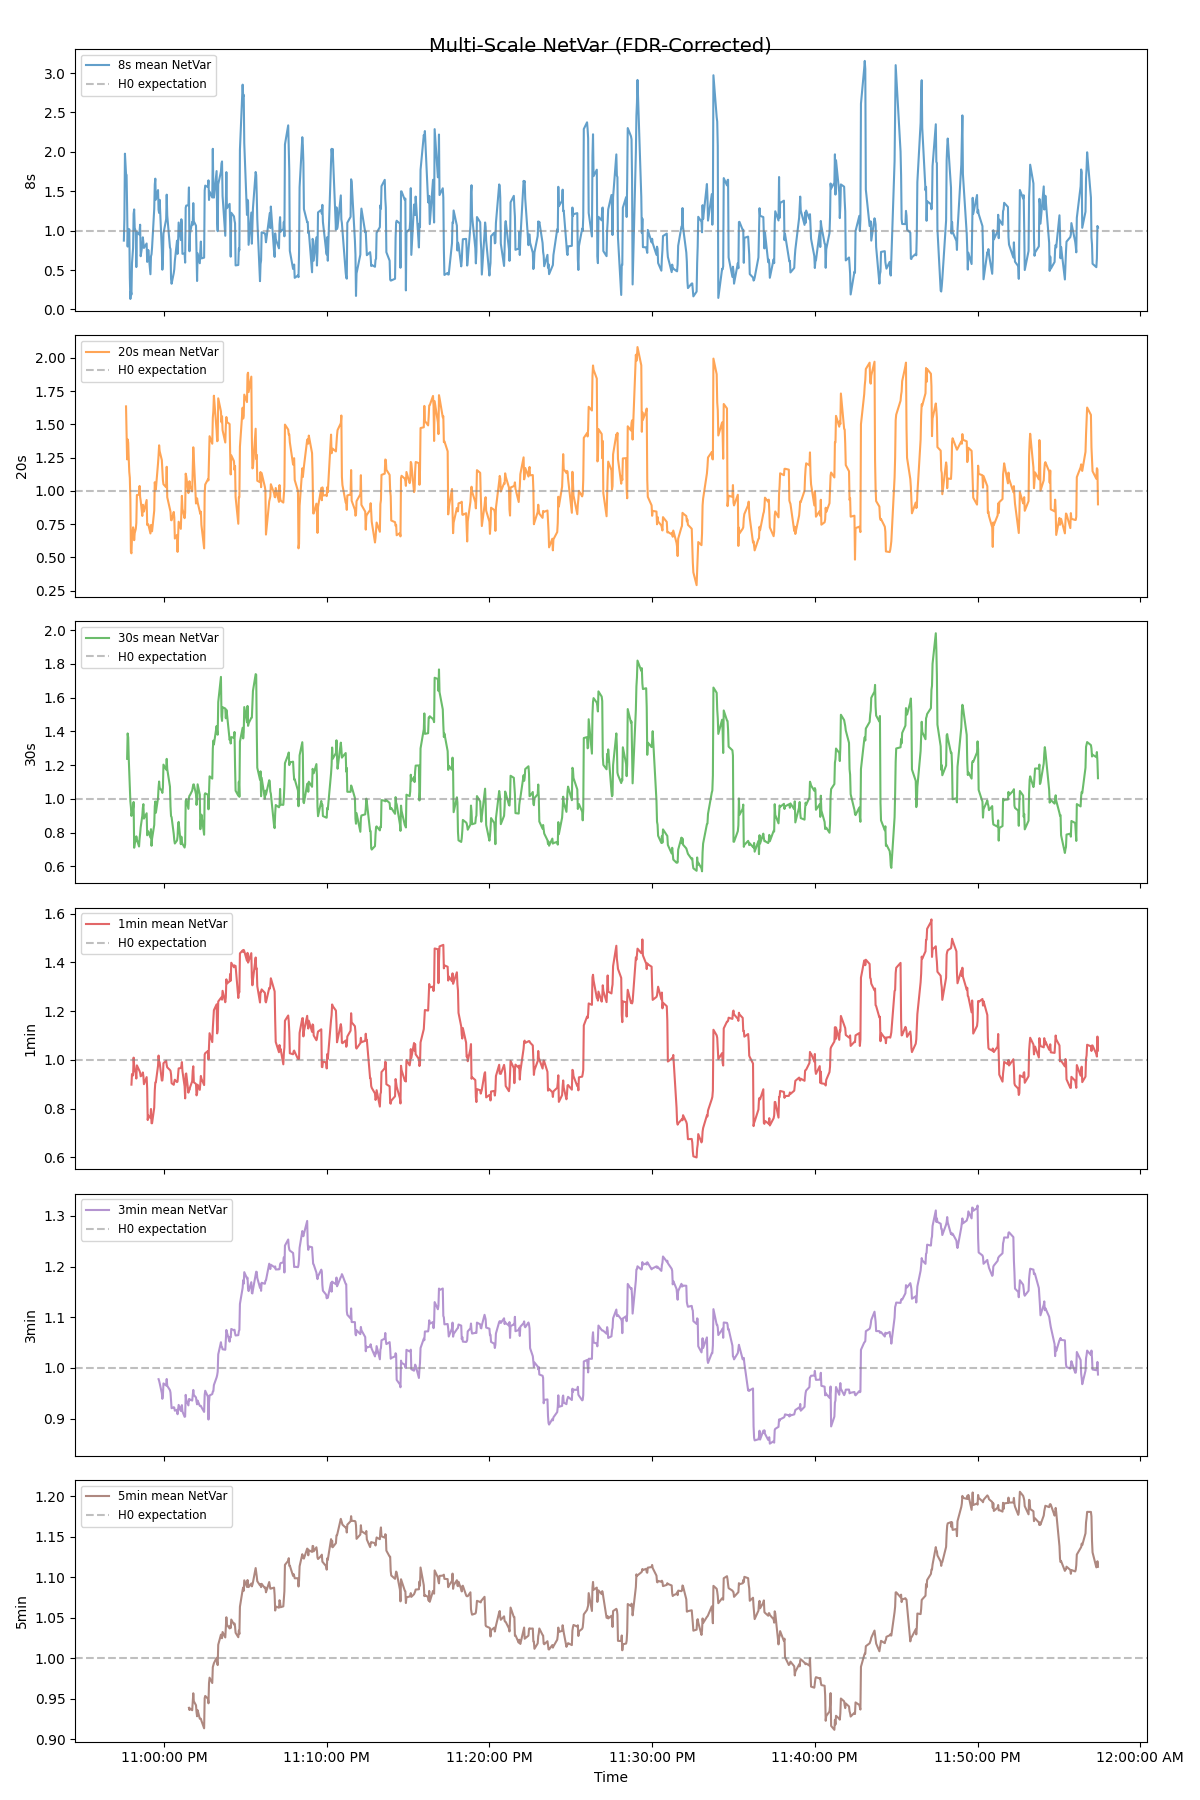 Multi-Scale NetVar (FDR-Corrected)
8s mean NetVar
H0 expectation
3.0
2.5
2.0
1.5
1.0
0.5
0.0
8s
20s mean NetVar
H0 expectation
2.00
1.75
1.50
1.25
1.00
0.75
0.50
0.25
20s
30s mean NetVar
H0 expectation
2.0
1.8
1.6
1.4
1.2
1.0
0.8
0.6
30s
1min mean NetVar
H0 expectation
1.6
1.4
1.2
1.0
0.8
0.6
1min
3min mean NetVar
H0 expectation
1.3
1.2
1.1
1.0
0.9
3min
5min mean NetVar
H0 expectation
1.20
1.15
1.10
1.05
1.00
0.95
0.90
5min
11:00:00 PM 11:10:00 PM 11:20:00 PM 11:30:00 PM 11:40:00 PM 11:50:00 PM 12:00:00 AM
Time